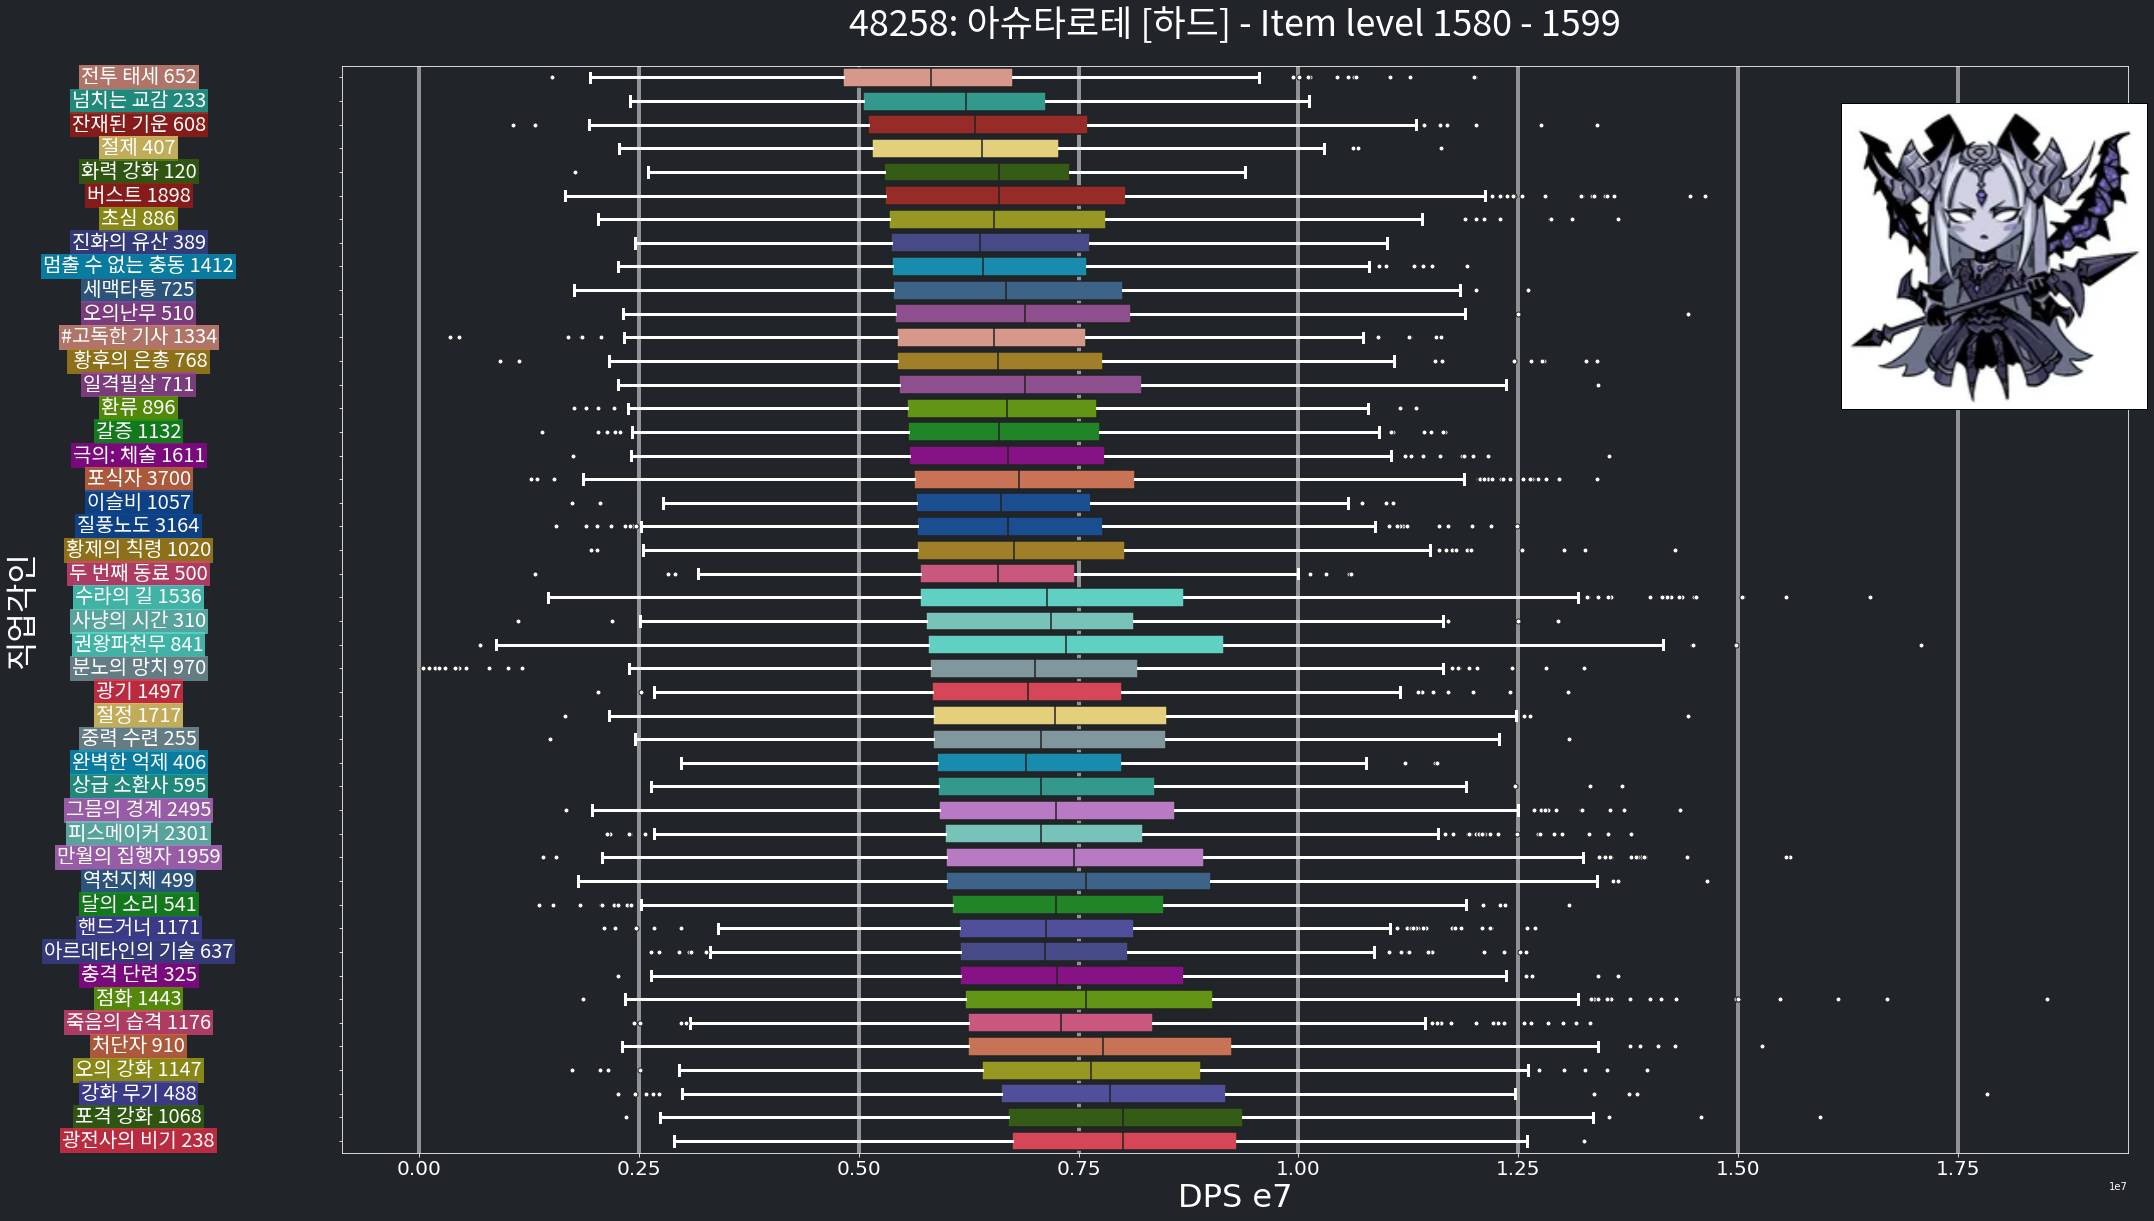 48258: 아슈타로테 [하드] - Item level 1580 - 1599
직업각인
전투 태세 652
넘치는 교감 233
잔재된 기운 608
절제 407
화력 강화 120
버스트 1898
초심 886
진화의 유산 389
멈출 수 없는 충동 1412
세맥타통 725
오의난무 510
#고독한 기사 1334
황후의 은총 768
일격필살 711
환류 896
갈증 1132
극의: 체술 1611
포식자 3700
이슬비 1057
질풍노도 3164
황제의 칙령 1020
두 번째 동료 500
수라의 길 1536
사냥의 시간 310
권왕파천무 841
분노의 망치 970
광기 1497
절정 1717
중력 수련 255
완벽한 억제 406
상급 소환사 595
그믐의 경계 2495
피스메이커 2301
만월의 집행자 1959
역천지체 499
달의 소리 541
핸드거너 1171
아르데타인의 기술 637
충격 단련 325
점화 1443
죽음의 습격 1176
처단자 910
오의 강화 1147
강화 무기 488
포격 강화 1068
광전사의 비기 238
0.00 0.25 0.50 0.75 1.00 1.25 1.50 1.75
1e7
DPS e7